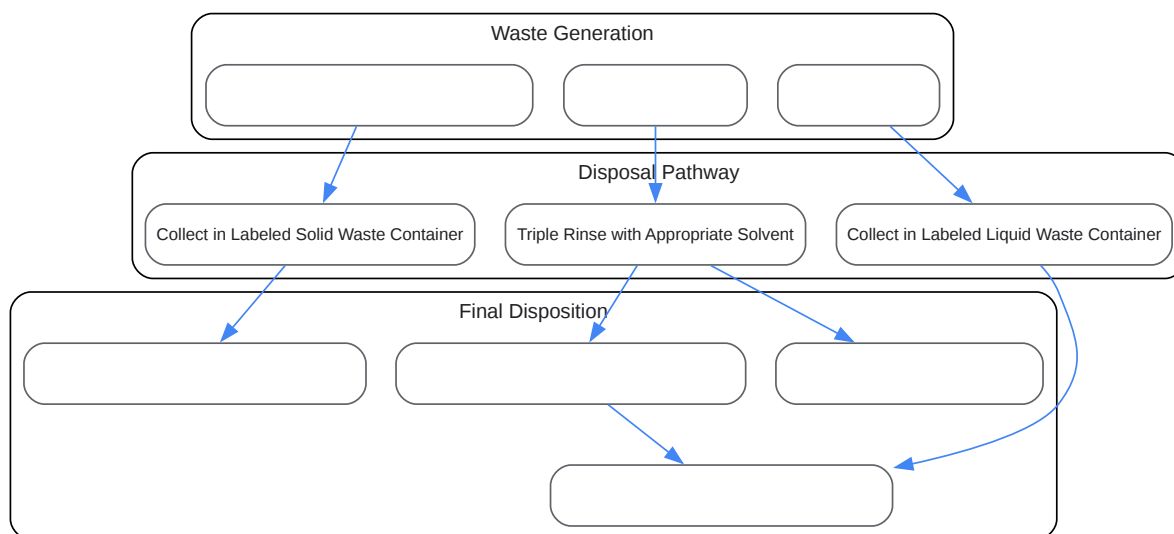 Waste Generation
Disposal Pathway
Collect in Labeled Solid Waste Container
Triple Rinse with Appropriate Solvent
Collect in Labeled Liquid Waste Container
Final Disposition